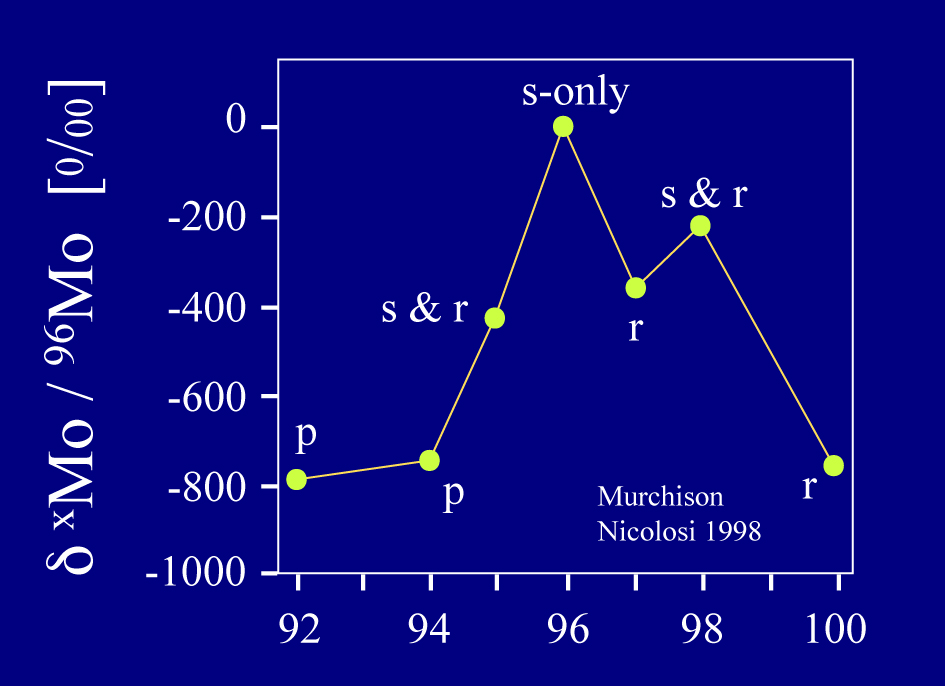 δ ˣMo / ⁹⁶Mo [⁰/₀₀]
0
-200
-400
-600
-800
-1000
s-only
s & r
s & r
r
p
p
r
Murchison
Nicolosi 1998
92 94 96 98 100